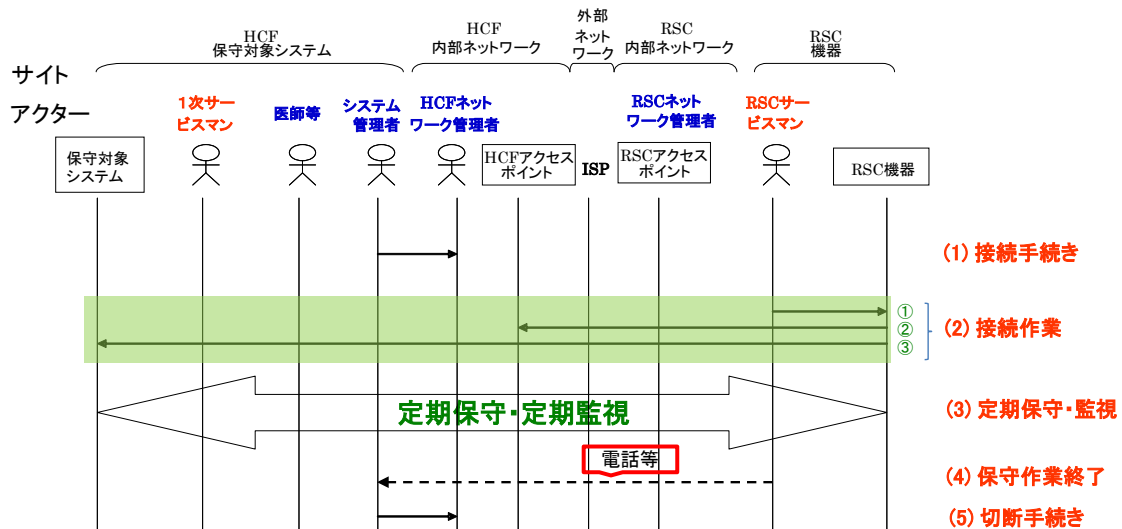 HCF
保守対象システム
HCF
内部ネットワーク
外部
ネット
ワーク
RSC
内部ネットワーク
RSC
機器
サイト
アクター
1次サー
ビスマン
医師等
システム
管理者
HCFネット
ワーク管理者
RSCネット
ワーク管理者
RSCサー
ビスマン
保守対象
システム
HCFアクセス
ポイント
ISP
RSCアクセス
ポイント
RSC機器
(1) 接続手続き
①
②
③
(2) 接続作業
定期保守・定期監視
(3) 定期保守・監視
電話等
(4) 保守作業終了
(5) 切断手続き